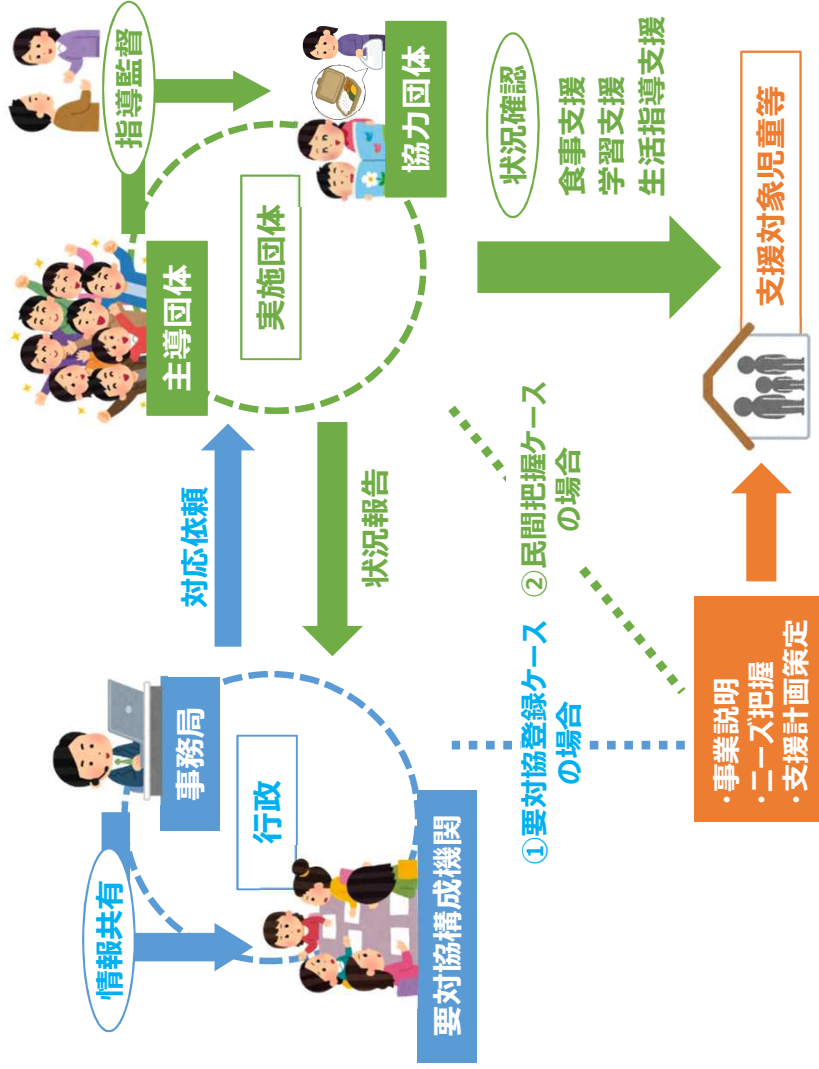 情報共有
事務局
行政
要対協構成機関
対応依頼
状況報告
主導団体
実施団体
指導監督
協力団体
①要対協登録ケース
の場合
②民間把握ケース
の場合
状況確認
食事支援
学習支援
生活指導支援
・事業説明
・ニーズ把握
・支援計画策定
支援対象児童等